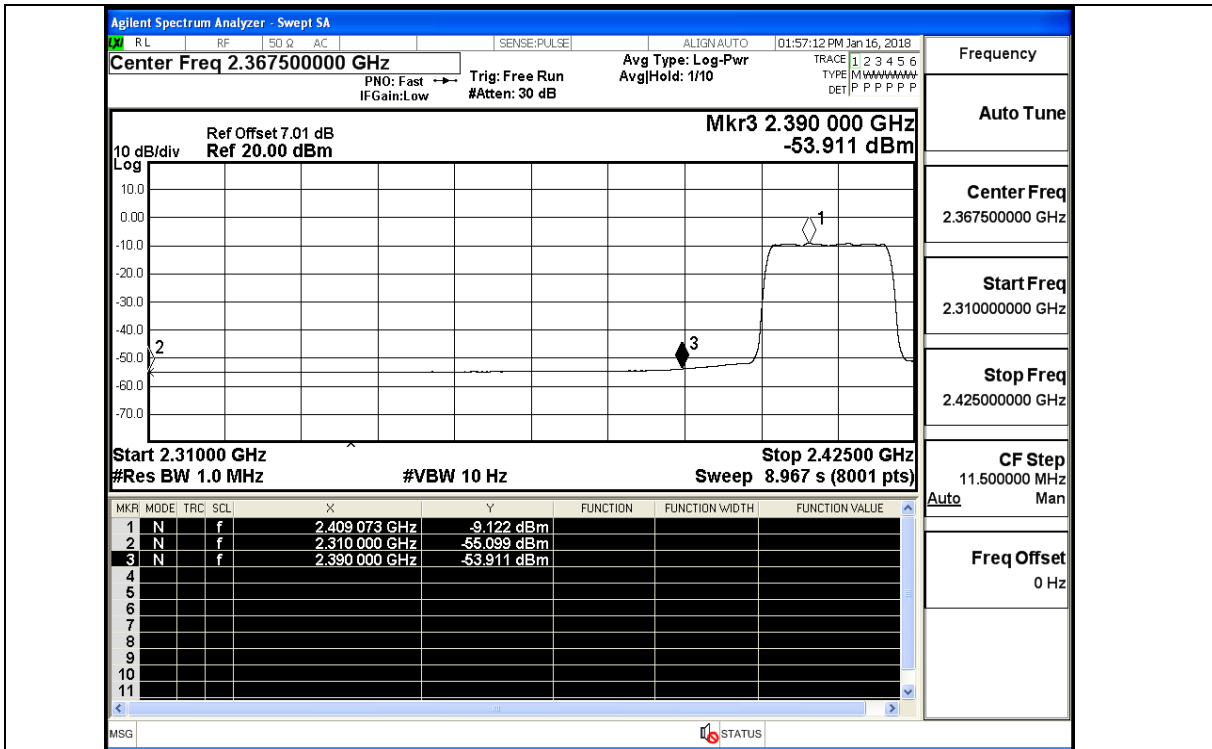 Agilent Spectrum Analyzer - Swept SA
LXI RL RF 50 Ω AC SENSE:PULSE ALIGNAUTO 01:57:12 PM Jan 16, 2018
Center Freq 2.367500000 GHz
PNO: Fast
IFGain:Low
Trig: Free Run
#Atten: 30 dB
Avg Type: Log-Pwr
Avg|Hold: 1/10
TRACE 1 2 3 4 5 6
TYPE M
DET P P P P P P
Mkr3 2.390 000 GHz
-53.911 dBm
Ref Offset 7.01 dB
10 dB/div Ref 20.00 dBm
Log
10.0
0.00
-10.0
-20.0
-30.0
-40.0
-50.0
-60.0
-70.0
1
2
3
Start 2.31000 GHz Stop 2.42500 GHz
#Res BW 1.0 MHz #VBW 10 Hz Sweep 8.967 s (8001 pts)
MKR MODE TRC SCL X Y FUNCTION FUNCTION WIDTH FUNCTION VALUE
1 N f 2.409 073 GHz -9.122 dBm
2 N f 2.310 000 GHz -55.099 dBm
3 N f 2.390 000 GHz -53.911 dBm
4
5
6
7
8
9
10
11
MSG STATUS
Frequency
Auto Tune
Center Freq
2.367500000 GHz
Start Freq
2.310000000 GHz
Stop Freq
2.425000000 GHz
CF Step
11.500000 MHz
Auto Man
Freq Offset
0 Hz